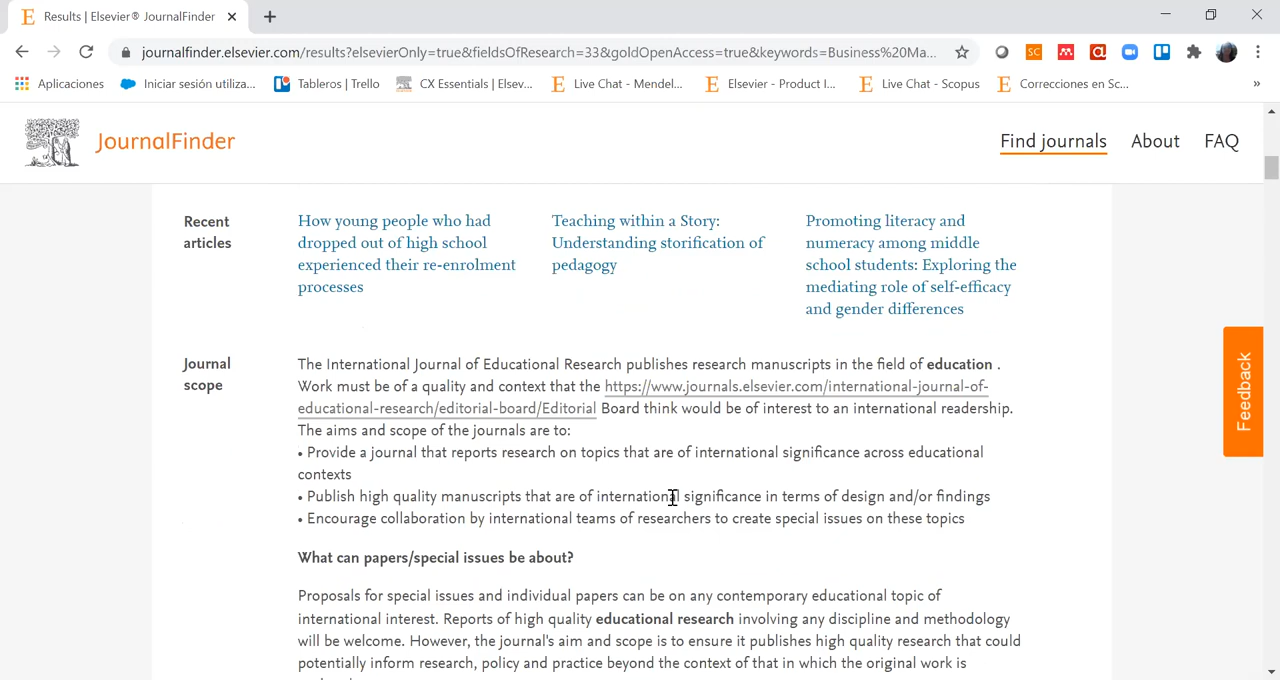 Results | Elsevier® JournalFinder
journalfinder.elsevier.com/results?elsevierOnly=true&fieldsOfResearch=33&goldOpenAccess=true&keywords=Business%20Ma...
Aplicaciones Iniciar sesión utiliza... Tableros | Trello CX Essentials | Elsev... Live Chat - Mendel... Elsevier - Product I... Live Chat - Scopus Correcciones en Sc... »
JournalFinder
Find journals About FAQ
Recent articles
How young people who had
dropped out of high school
experienced their re-enrolment
processes
Teaching within a Story:
Understanding storification of
pedagogy
Promoting literacy and
numeracy among middle
school students: Exploring the
mediating role of self-efficacy
and gender differences
Journal
scope
The International Journal of Educational Research publishes research manuscripts in the field of education .
Work must be of a quality and context that the https://www.journals.elsevier.com/international-journal-of-
educational-research/editorial-board/Editorial Board think would be of interest to an international readership.
The aims and scope of the journals are to:
• Provide a journal that reports research on topics that are of international significance across educational
contexts
• Publish high quality manuscripts that are of international significance in terms of design and/or findings
• Encourage collaboration by international teams of researchers to create special issues on these topics
What can papers/special issues be about?
Proposals for special issues and individual papers can be on any contemporary educational topic of
international interest. Reports of high quality educational research involving any discipline and methodology
will be welcome. However, the journal's aim and scope is to ensure it publishes high quality research that could
potentially inform research, policy and practice beyond the context of that in which the original work is
Feedback